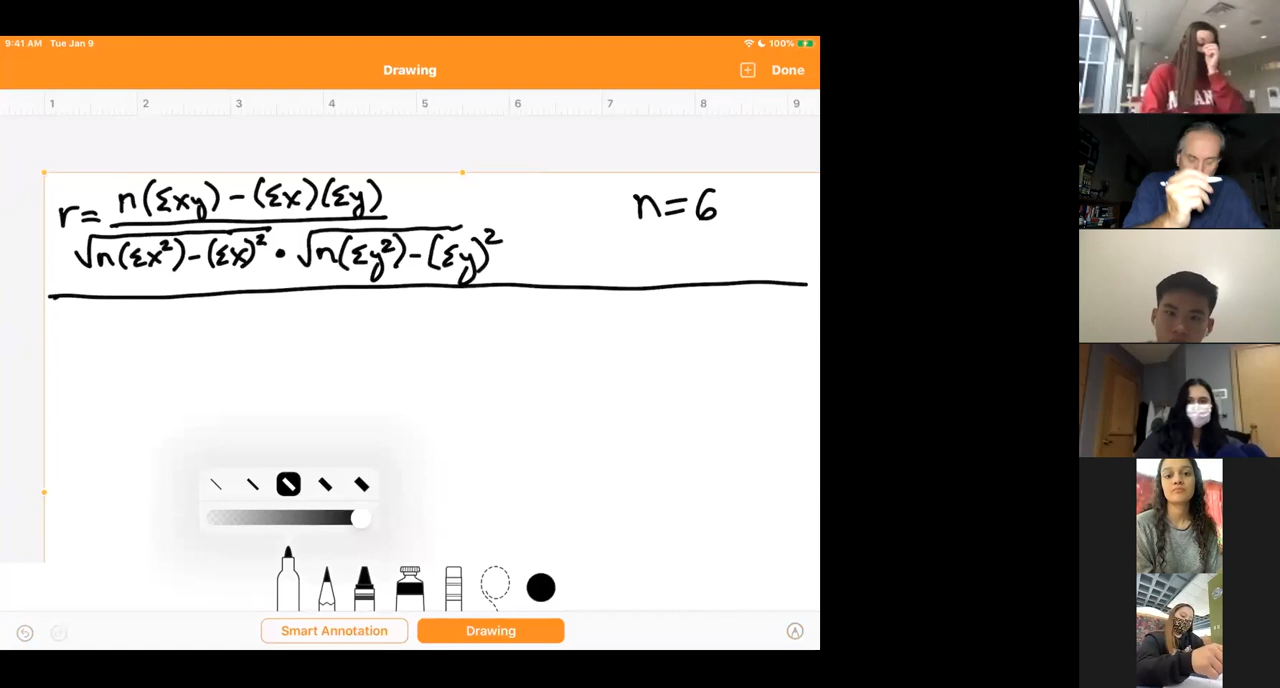 9:41 AM Tue Jan 9 100%
Drawing Done
1 2 3 4 5 6 7 8 9
r = n(Σxy) - (Σx)(Σy) / √n(Σx²) - (Σx)² • √n(Σy²) - (Σy)² n = 6
Smart Annotation Drawing